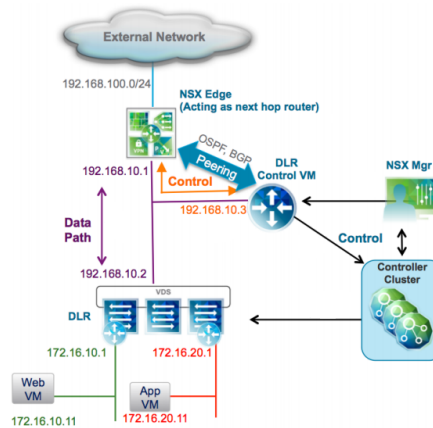 External Network
192.168.100.0/24
NSX Edge
(Acting as next hop router)
OSPF, BGP
Peering
DLR
Control VM
NSX Mgr
192.168.10.1
Control
192.168.10.3
Data
Path
Control
Controller
Cluster
192.168.10.2
VDS
DLR
172.16.10.1
172.16.20.1
Web
VM
App
VM
172.16.10.11
172.16.20.11